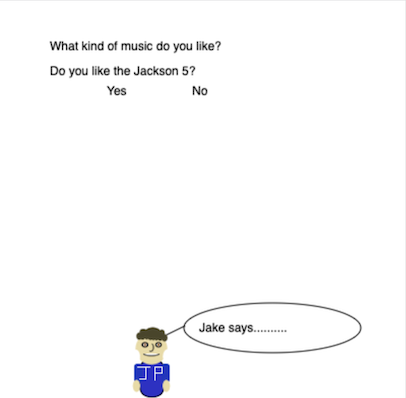 What kind of music do you like?
Do you like the Jackson 5?
Yes No
Jake says..........
JP